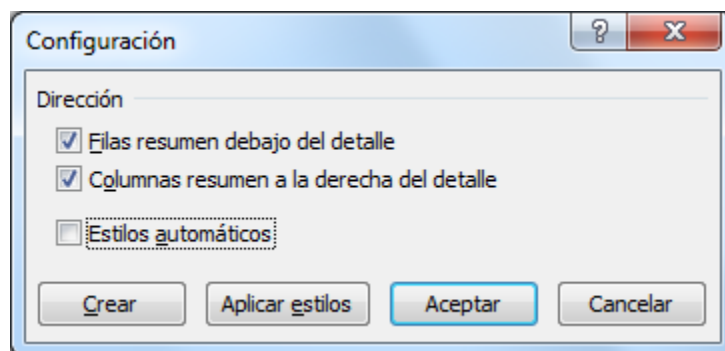 Configuración
Dirección
Filas resumen debajo del detalle
Columnas resumen a la derecha del detalle
Estilos automáticos
Crear Aplicar estilos Aceptar Cancelar